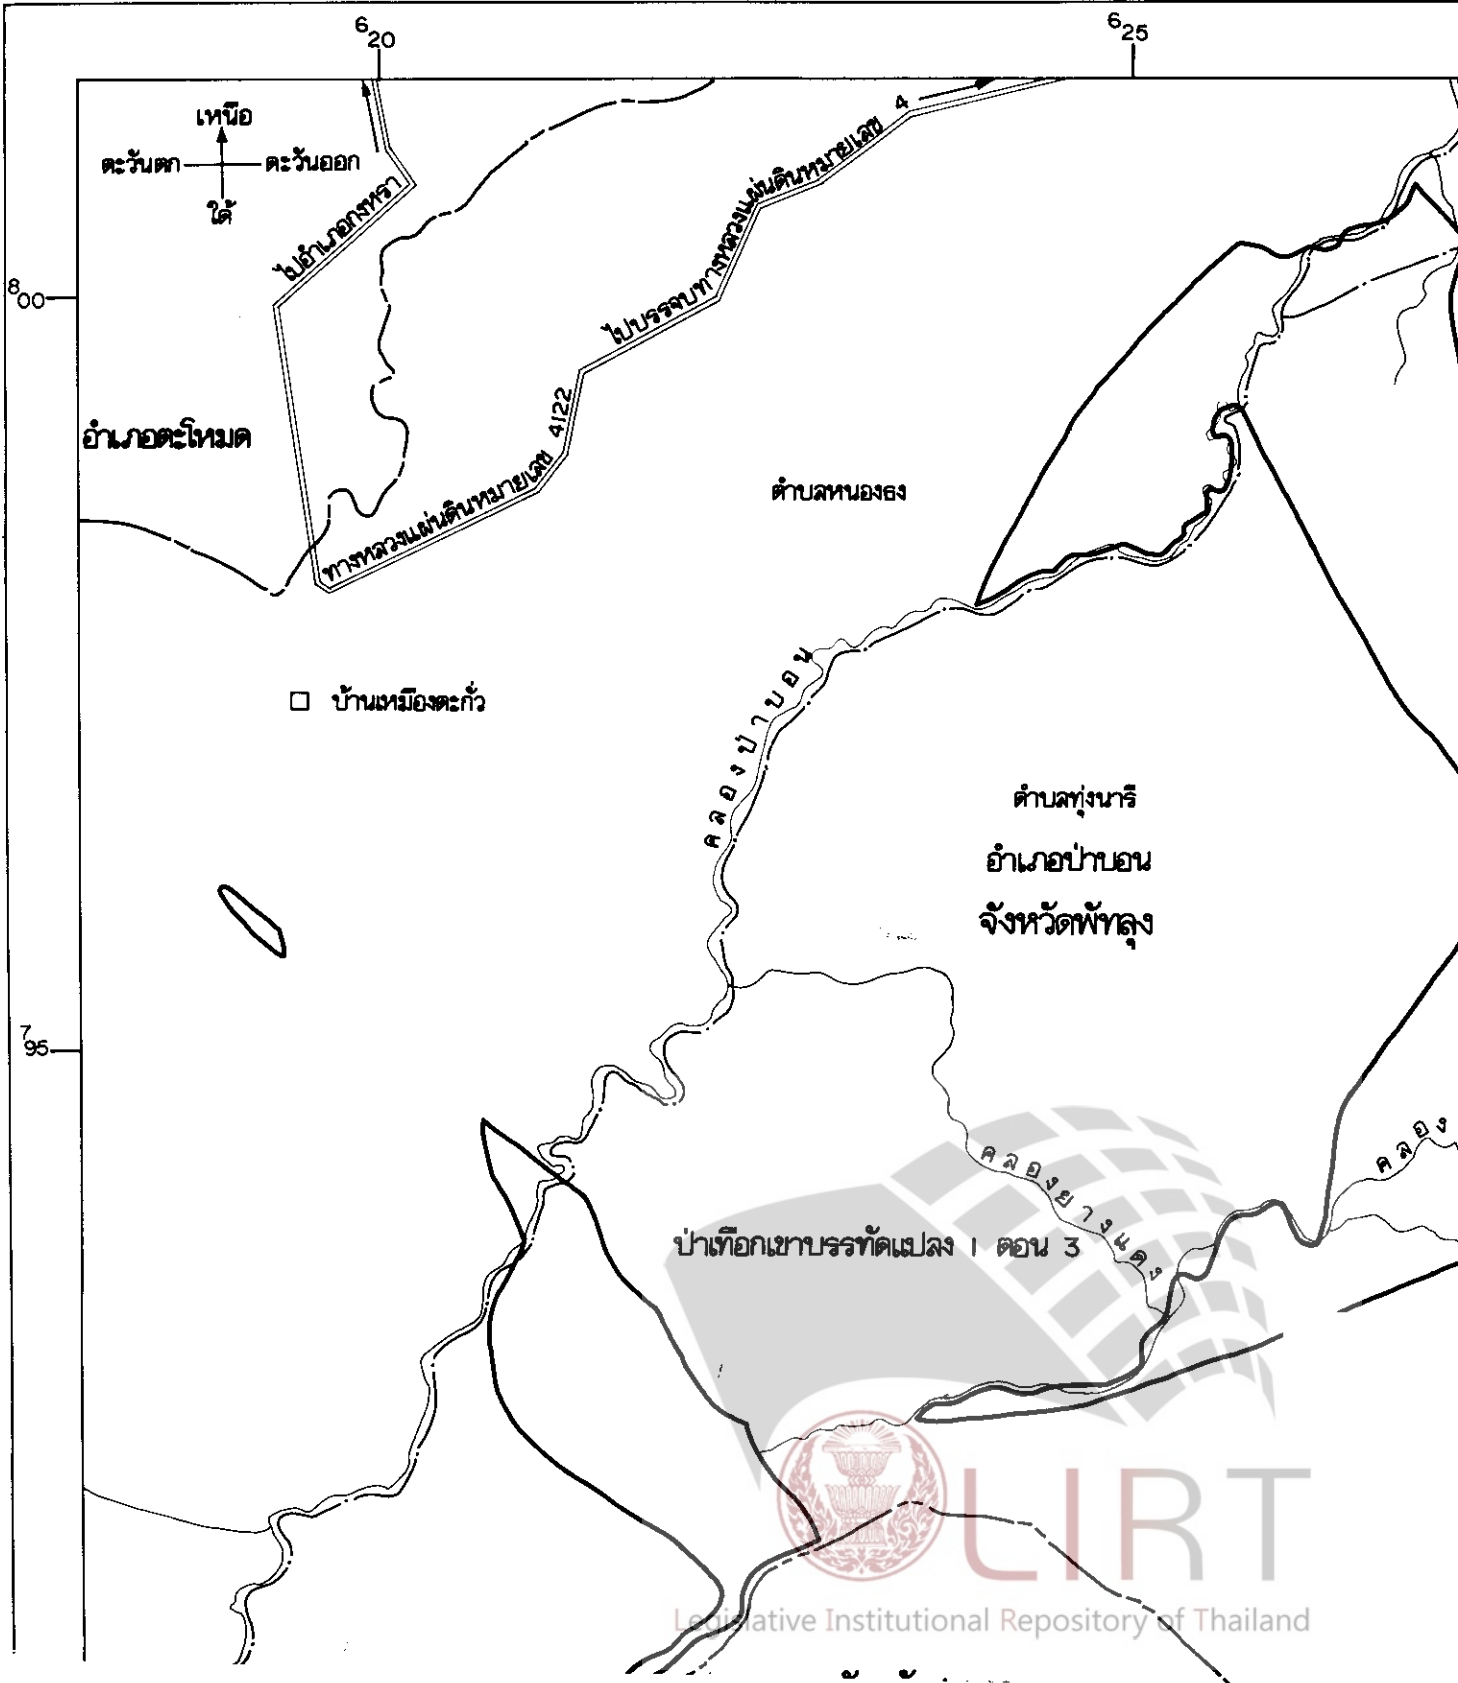 620
625
เหนือ
ตะวันตก
ตะวันออก
ใต้
ไปอำเภอกงหรา
ไปบรรจบทางหลวงแผ่นดินหมายเลข 4
800
อำเภอตะโหมด
ทางหลวงแผ่นดินหมายเลข 4122
ตำบลหนองธง
บ้านเหมืองตะกั่ว
คลองป่าบอน
ตำบลทุ่งนารี
อำเภอป่าบอน
จังหวัดพัทลุง
795
คลอง
คลองยางแดง
ป่าเทือกเขาบรรทัดแปลง 1 ตอน 3
LIRT
Legislative Institutional Repository of Thailand